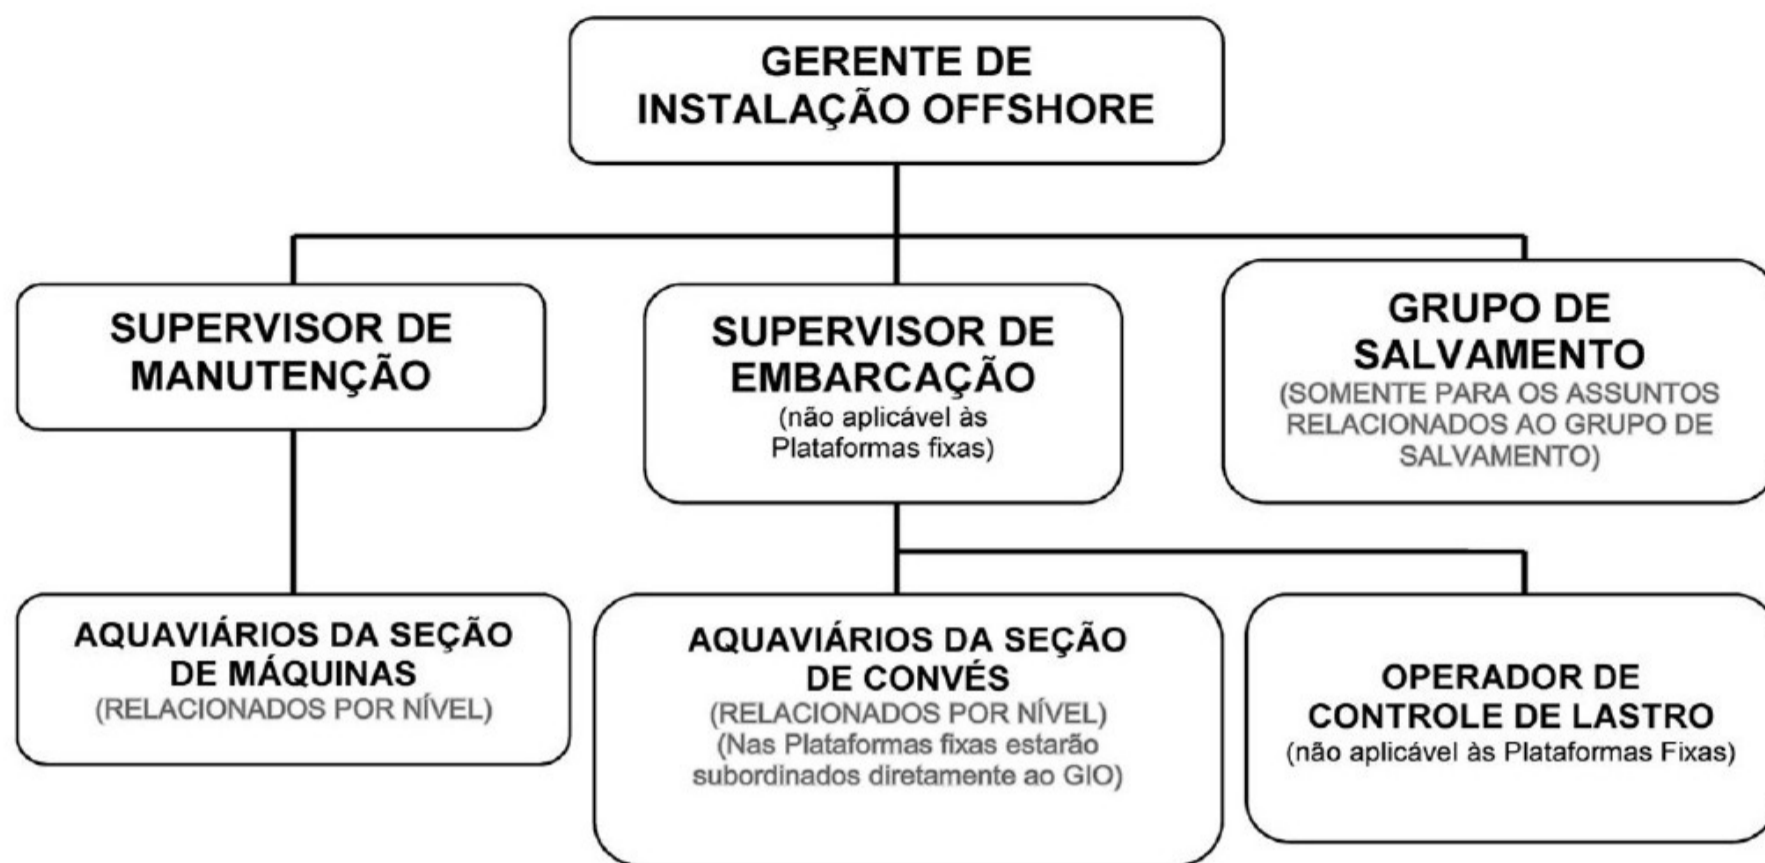 GERENTE DE
INSTALAÇÃO OFFSHORE
SUPERVISOR DE
MANUTENÇÃO
SUPERVISOR DE
EMBARCAÇÃO
(não aplicável às
Plataformas fixas)
GRUPO DE
SALVAMENTO
(SOMENTE PARA OS ASSUNTOS
RELACIONADOS AO GRUPO DE
SALVAMENTO)
AQUAVIÁRIOS DA SEÇÃO
DE MÁQUINAS
(RELACIONADOS POR NÍVEL)
AQUAVIÁRIOS DA SEÇÃO
DE CONVÉS
(RELACIONADOS POR NÍVEL)
(Nas Plataformas fixas estarão
subordinados diretamente ao GIO)
OPERADOR DE
CONTROLE DE LASTRO
(não aplicável às Plataformas Fixas)